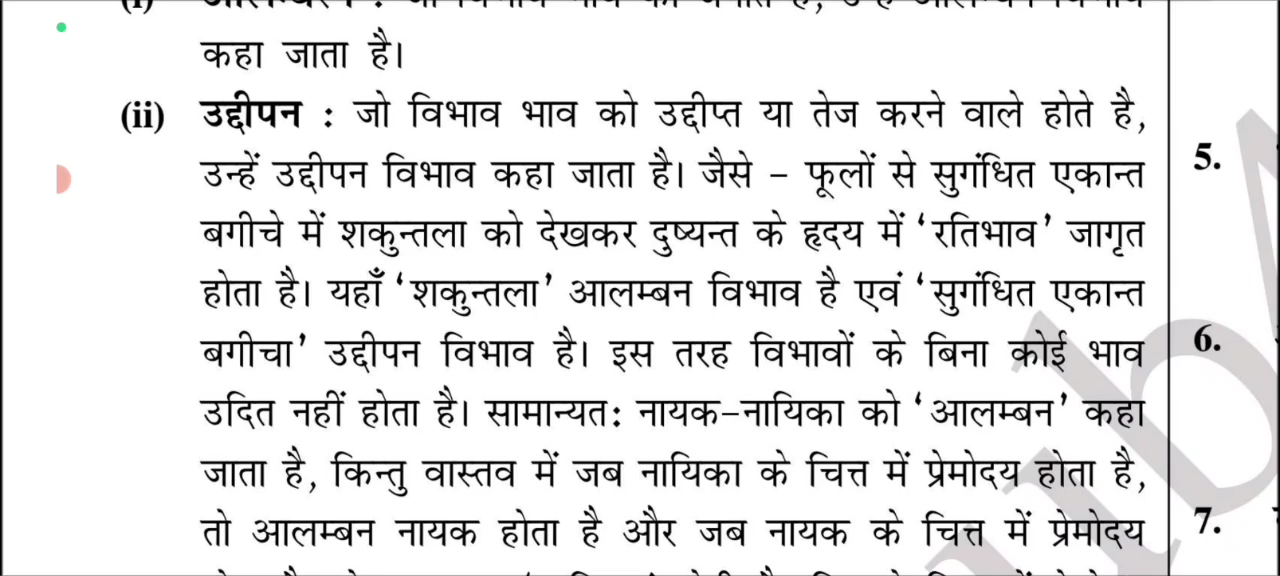 कहा जाता है।
(ii) उद्दीपन : जो विभाव भाव को उद्दीप्त या तेज करने वाले होते है,
उन्हें उद्दीपन विभाव कहा जाता है। जैसे - फूलों से सुगंधित एकान्त
बगीचे में शकुन्तला को देखकर दुष्यन्त के हृदय में ‘रतिभाव’ जागृत
होता है। यहाँ ‘शकुन्तला’ आलम्बन विभाव है एवं ‘सुगंधित एकान्त
बगीचा’ उद्दीपन विभाव है। इस तरह विभावों के बिना कोई भाव
उदित नहीं होता है। सामान्यत: नायक-नायिका को ‘आलम्बन’ कहा
जाता है, किन्तु वास्तव में जब नायिका के चित्त में प्रेमोदय होता है,
तो आलम्बन नायक होता है और जब नायक के चित्त में प्रेमोदय
5.
6.
7.